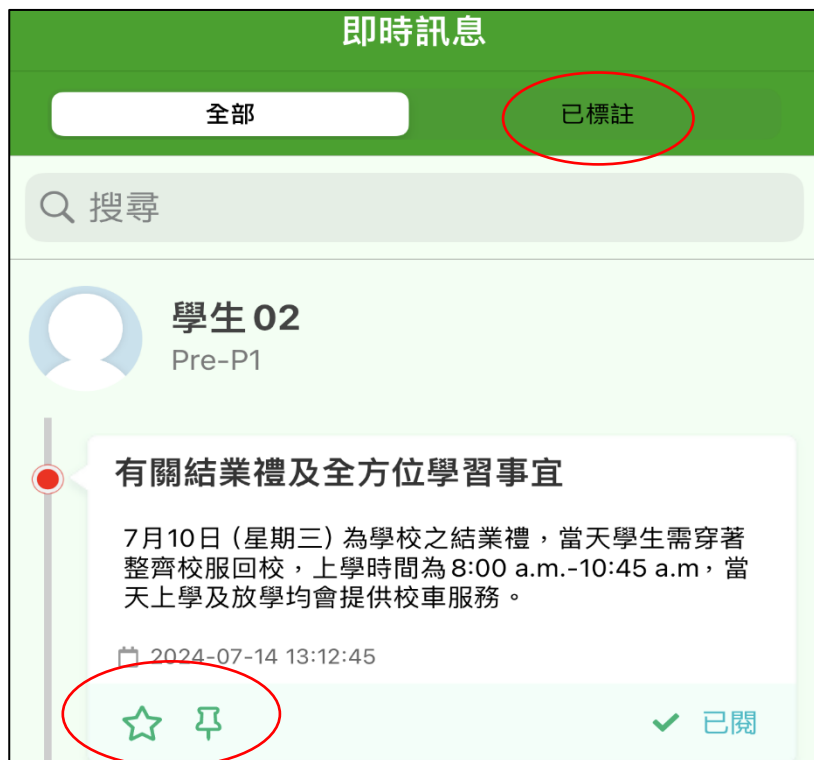 即時訊息
全部
已標註
搜尋
學生 02
Pre-P1
有關結業禮及全方位學習事宜
7月10日 (星期三) 為學校之結業禮，當天學生需穿著
整齊校服回校，上學時間為 8:00 a.m.-10:45 a.m，當
天上學及放學均會提供校車服務。
2024-07-14 13:12:45
已閱